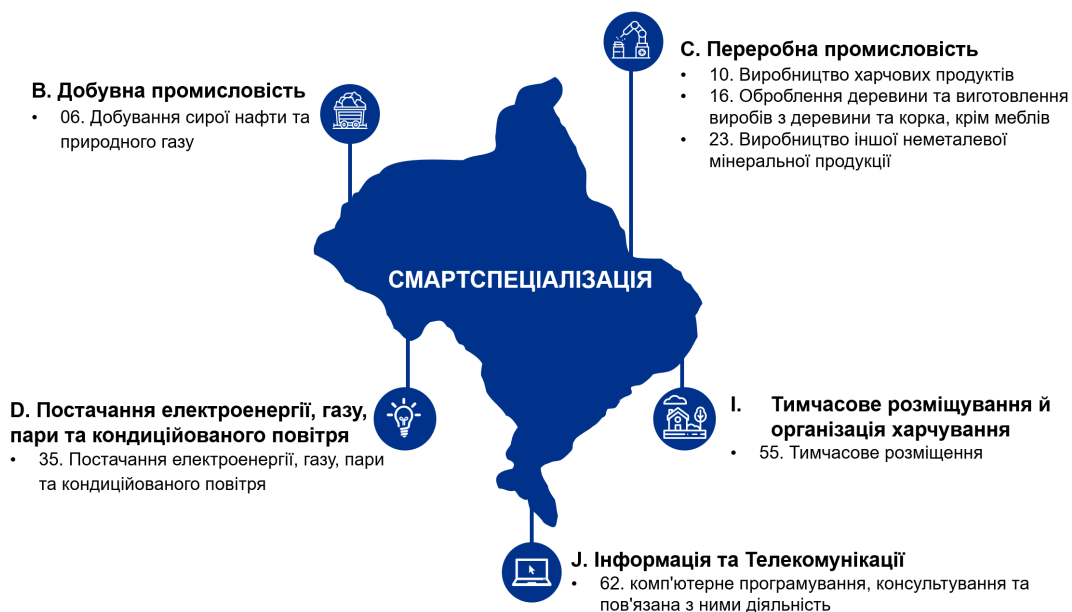 В. Добувна промисловість
• 06. Добування сирої нафти та
природного газу
С. Переробна промисловість
• 10. Виробництво харчових продуктів
• 16. Оброблення деревини та виготовлення
виробів з деревини та корка, крім меблів
• 23. Виробництво іншої неметалевої
мінеральної продукції
СМАРТСПЕЦІАЛІЗАЦІЯ
D. Постачання електроенергії, газу,
пари та кондиційованого повітря
• 35. Постачання електроенергії, газу, пари
та кондиційованого повітря
I. Тимчасове розміщування й
організація харчування
• 55. Тимчасове розміщення
J. Інформація та Телекомунікації
• 62. комп'ютерне програмування, консультування та
пов'язана з ними діяльність